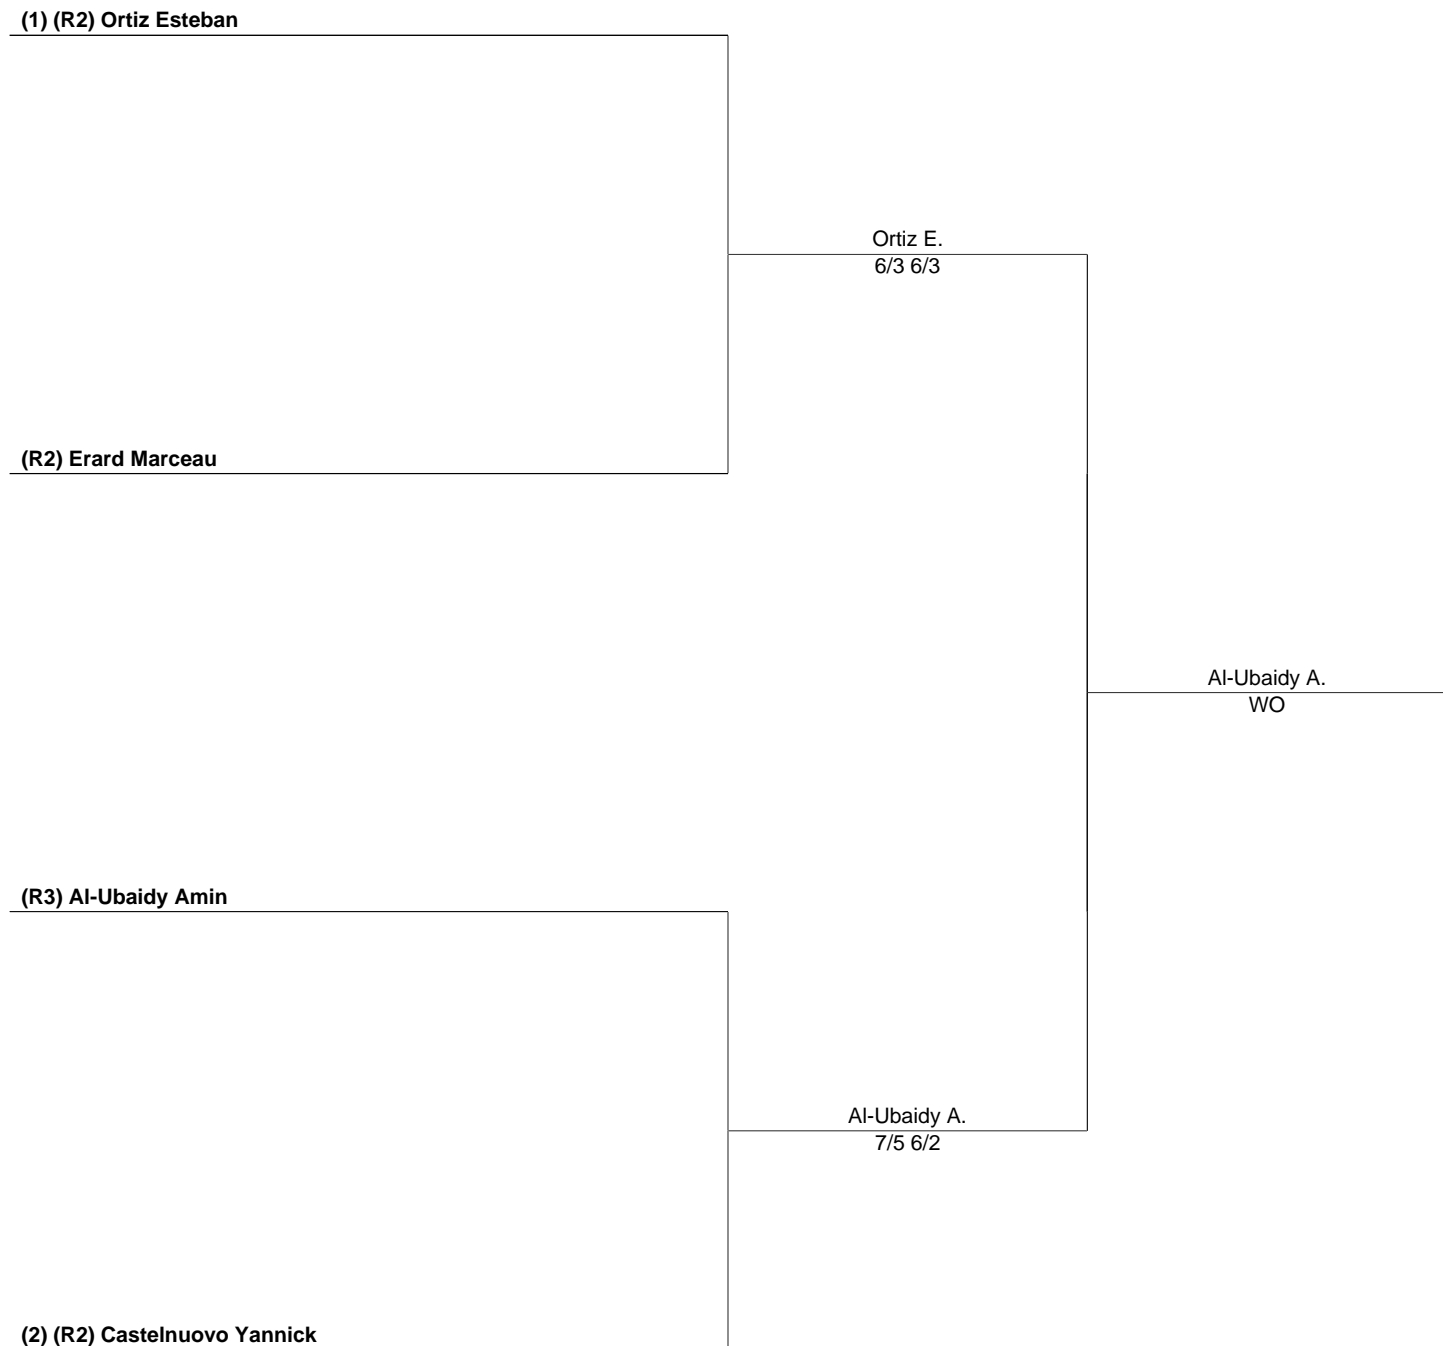 (1) (R2) Ortiz Esteban
Ortiz E.
6/3 6/3
(R2) Erard Marceau
Al-Ubaidy A.
WO
(R3) Al-Ubaidy Amin
Al-Ubaidy A.
7/5 6/2
(2) (R2) Castelnuovo Yannick